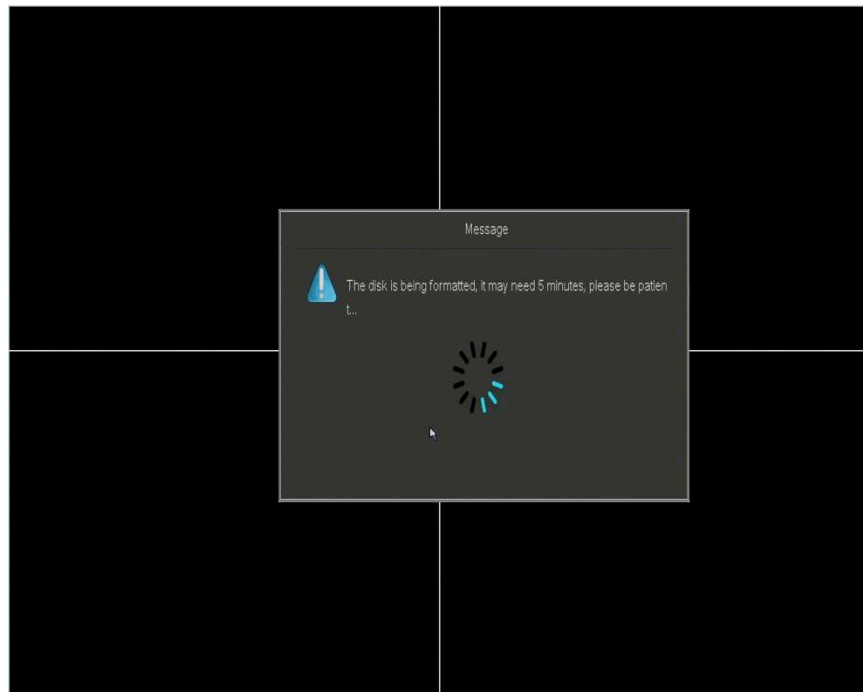 Message
The disk is being formatted, it may need 5 minutes, please be patien
t...